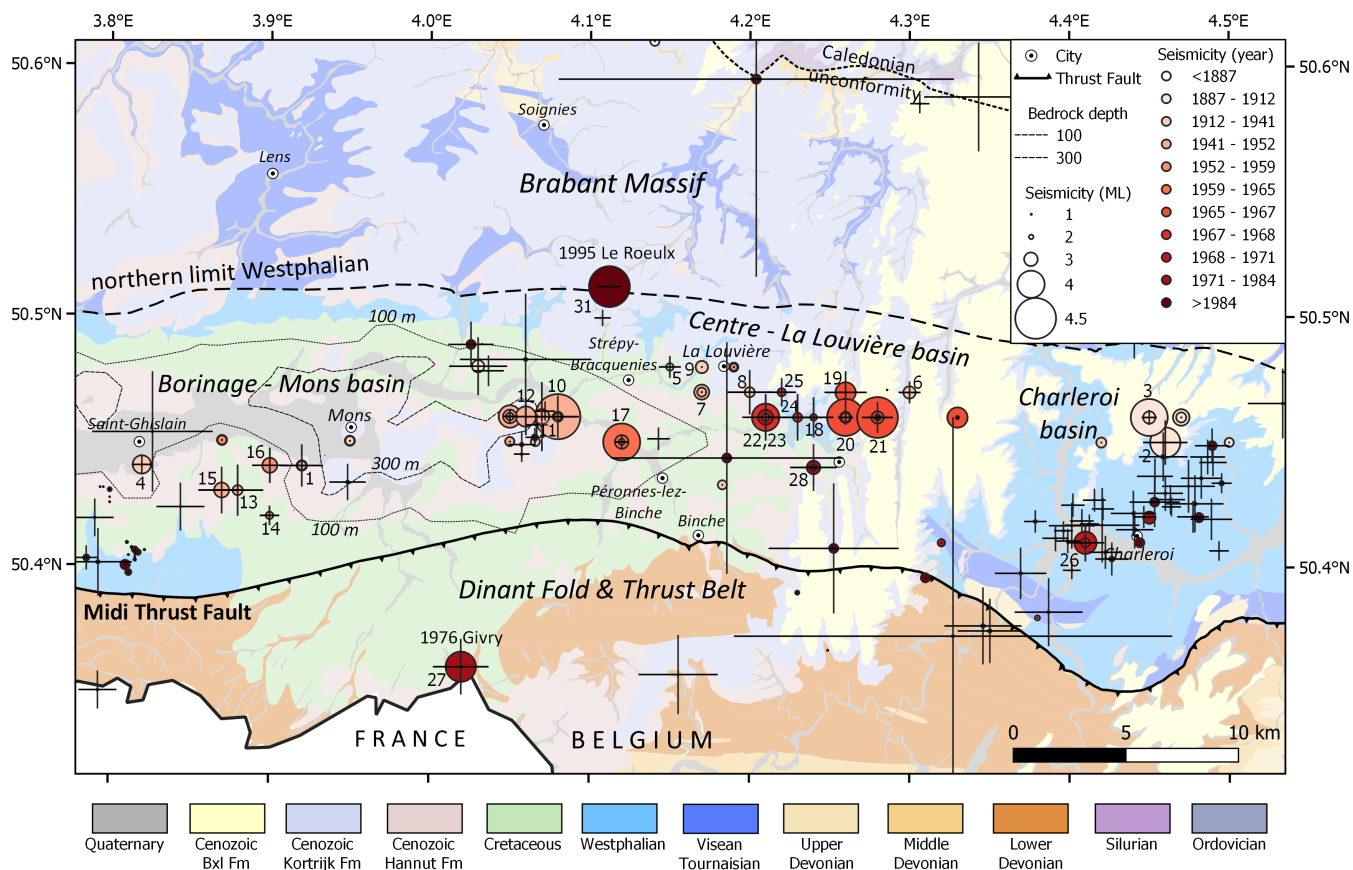 3.8°E 3.9°E 4.0°E 4.1°E 4.2°E 4.3°E 4.4°E 4.5°E
50.6°N
50.5°N
50.4°N
50.6°N
50.5°N
50.4°N
Caledonian
unconformity
Soignies
Lens
Brabant Massif
northern limit Westphalian
1995 Le Roeulx
31
100 m
Centre - La Louvière basin
Strépy-
Bracquenies
La Louvière
Borinage - Mons basin
Saint-Ghislain
Mons
300 m
100 m
Péronnes-lez-
Binche
Binche
Charleroi
basin
Charleroi
12
10
11
17
9
5
7
8
25
24
18
19
6
22,23
20
21
28
3
2
26
4
15
16
13
1
14
Midi Thrust Fault
Dinant Fold & Thrust Belt
1976 Givry
27
FRANCE
BELGIUM
0 5 10 km
City
Thrust Fault
Bedrock depth
100
300
Seismicity (ML)
1
2
3
4
4.5
Seismicity (year)
<1887
1887 - 1912
1912 - 1941
1941 - 1952
1952 - 1959
1959 - 1965
1965 - 1967
1967 - 1968
1968 - 1971
1971 - 1984
>1984
Quaternary
Cenozoic
Bxl Fm
Cenozoic
Kortrijk Fm
Cenozoic
Hannut Fm
Cretaceous
Westphalian
Visean
Tournaisian
Upper
Devonian
Middle
Devonian
Lower
Devonian
Silurian
Ordovician